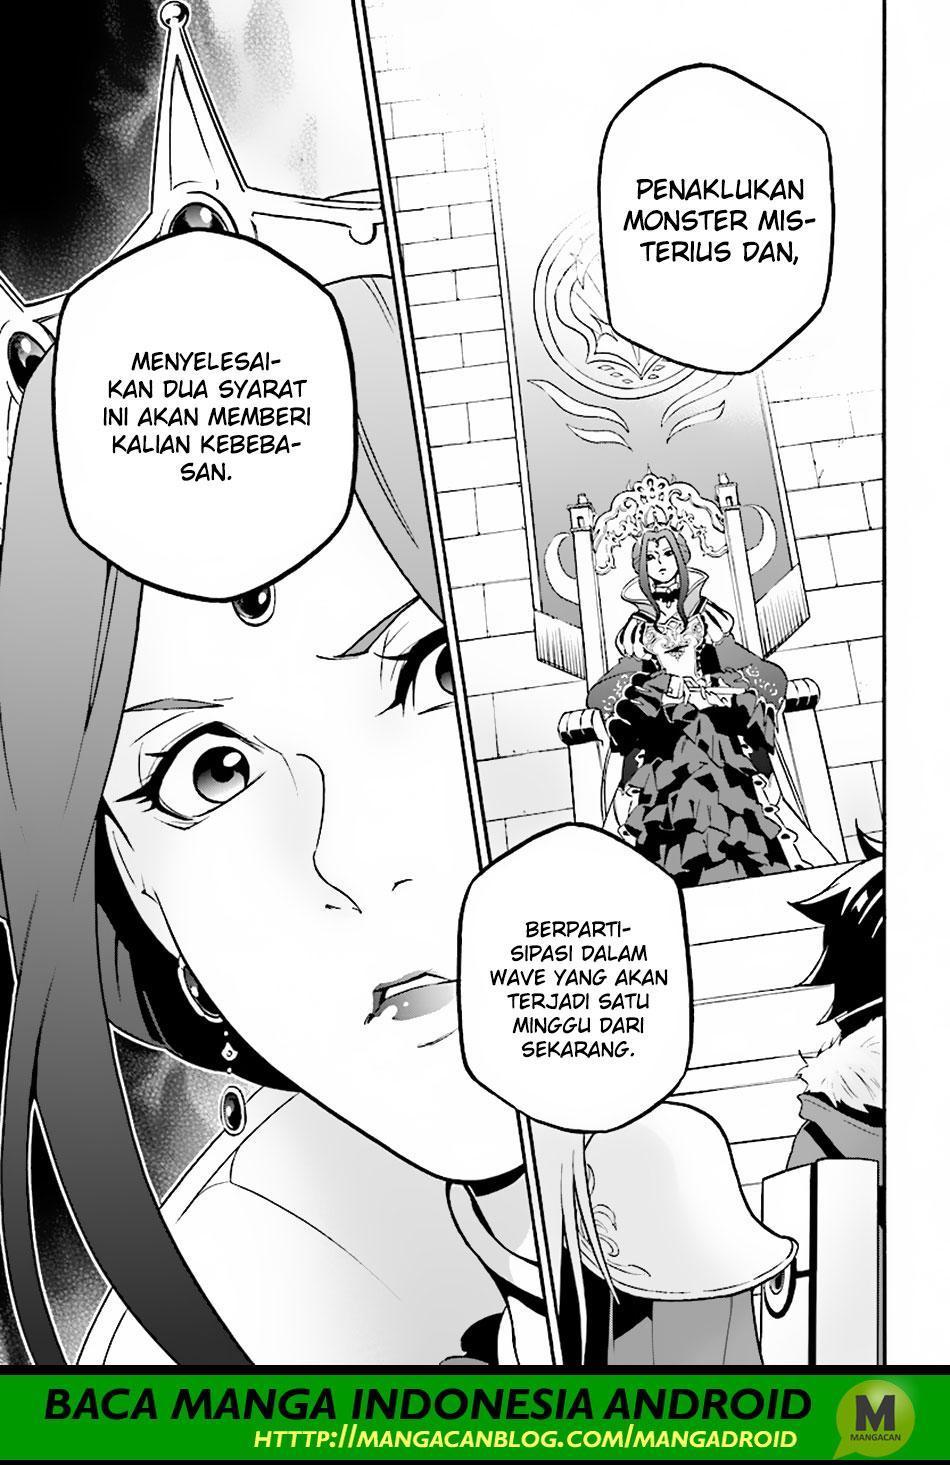 PENAKLUKAN
MONSTER MIS-
TERIUS DAN,
BERPARTI-
SIPASI DALAM
WAVE YANG AKAN
TERJADI SATU
MINGGU DARI
SEKARANG.
MENYELESAI-
KAN DUA SYARAT
INI AKAN MEMBERI
KALIAN KEBEBA-
SAN.
BACA MANGA INDONESIA ANDROID
HTTTP://MANGACANBLOG.COM/MANGADROID
M
MANGACAN